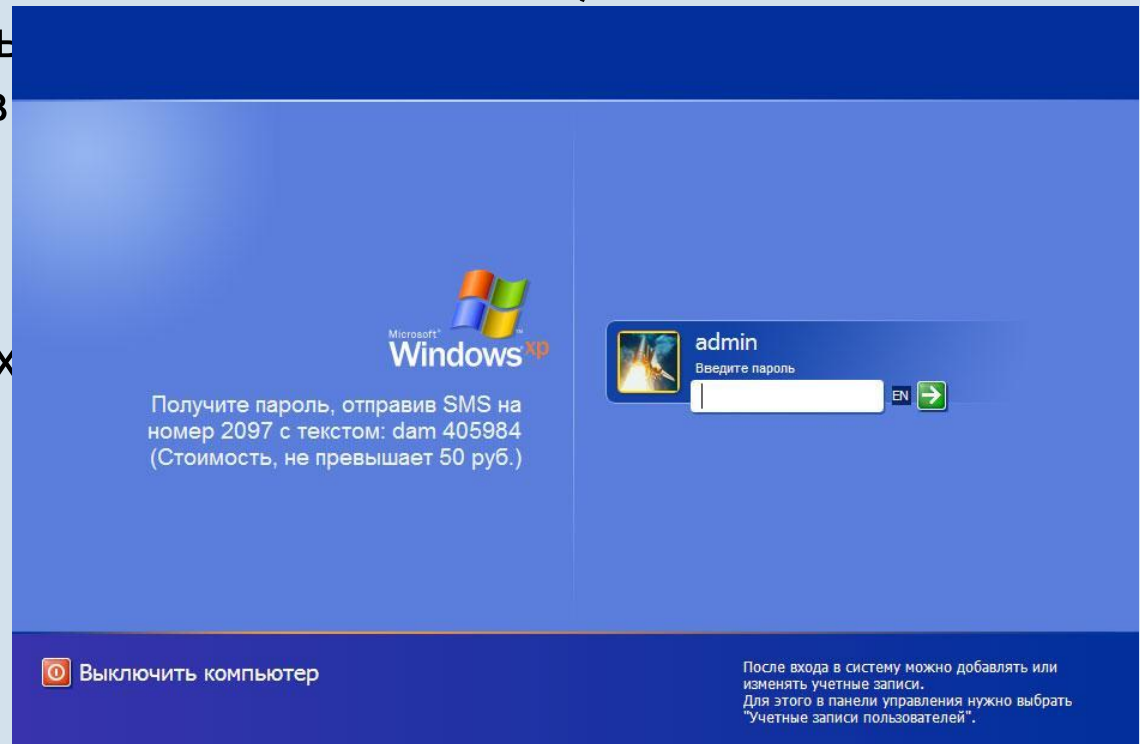 ь
в
х
Microsoft®
Windows xp
Получите пароль, отправив SMS на
номер 2097 с текстом: dam 405984
(Стоимость, не превышает 50 руб.)
admin
Введите пароль
EN
Выключить компьютер
После входа в систему можно добавлять или
изменять учетные записи.
Для этого в панели управления нужно выбрать
"Учетные записи пользователей".